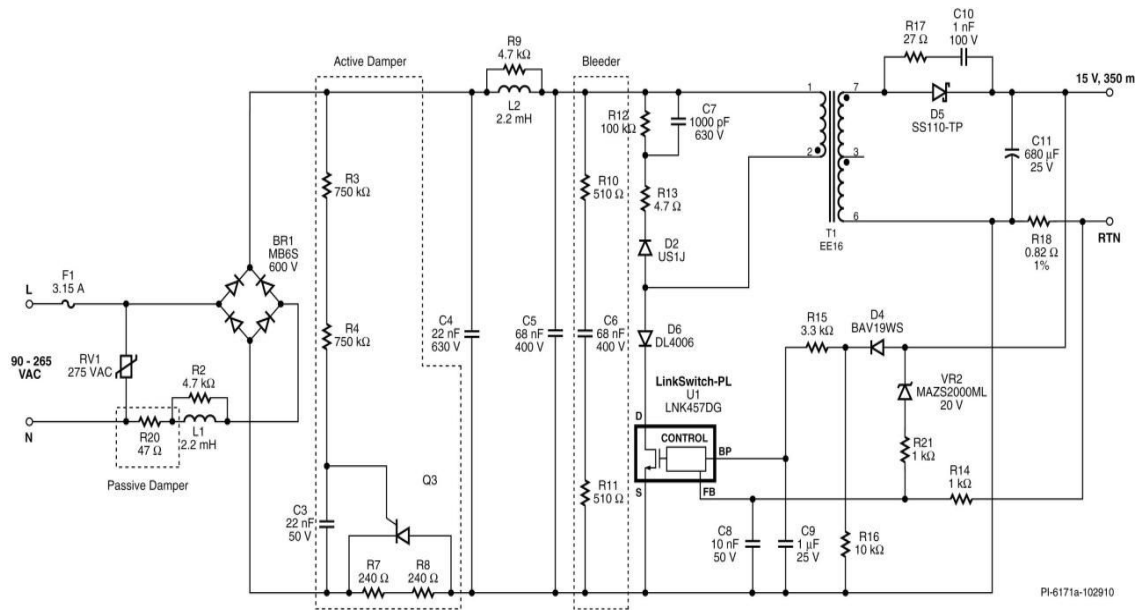 Active Damper
Bleeder
R9
4.7 kΩ
L2
2.2 mH
R17
27 Ω
C10
1 nF
100 V
15 V, 350 m
D5
SS110-TP
C11
680 µF
25 V
1
2
7
3
6
T1
EE16
R12
100 kΩ
C7
1000 pF
630 V
R3
750 kΩ
R10
510 Ω
R13
4.7 Ω
D2
US1J
R18
0.82 Ω
1%
RTN
BR1
MB6S
600 V
F1
3.15 A
L
90 - 265
VAC
RV1
275 VAC
N
R2
4.7 kΩ
R20
47 Ω
L1
2.2 mH
Passive Damper
R4
750 kΩ
C4
22 nF
630 V
C5
68 nF
400 V
C6
68 nF
400 V
D6
DL4006
R15
3.3 kΩ
D4
BAV19WS
VR2
MAZS2000ML
20 V
LinkSwitch-PL
U1
LNK457DG
D
CONTROL
BP
S
FB
R21
1 kΩ
R14
1 kΩ
Q3
C3
22 nF
50 V
R7
240 Ω
R8
240 Ω
R11
510 Ω
C8
10 nF
50 V
C9
1 µF
25 V
R16
10 kΩ
PI-6171a-102910